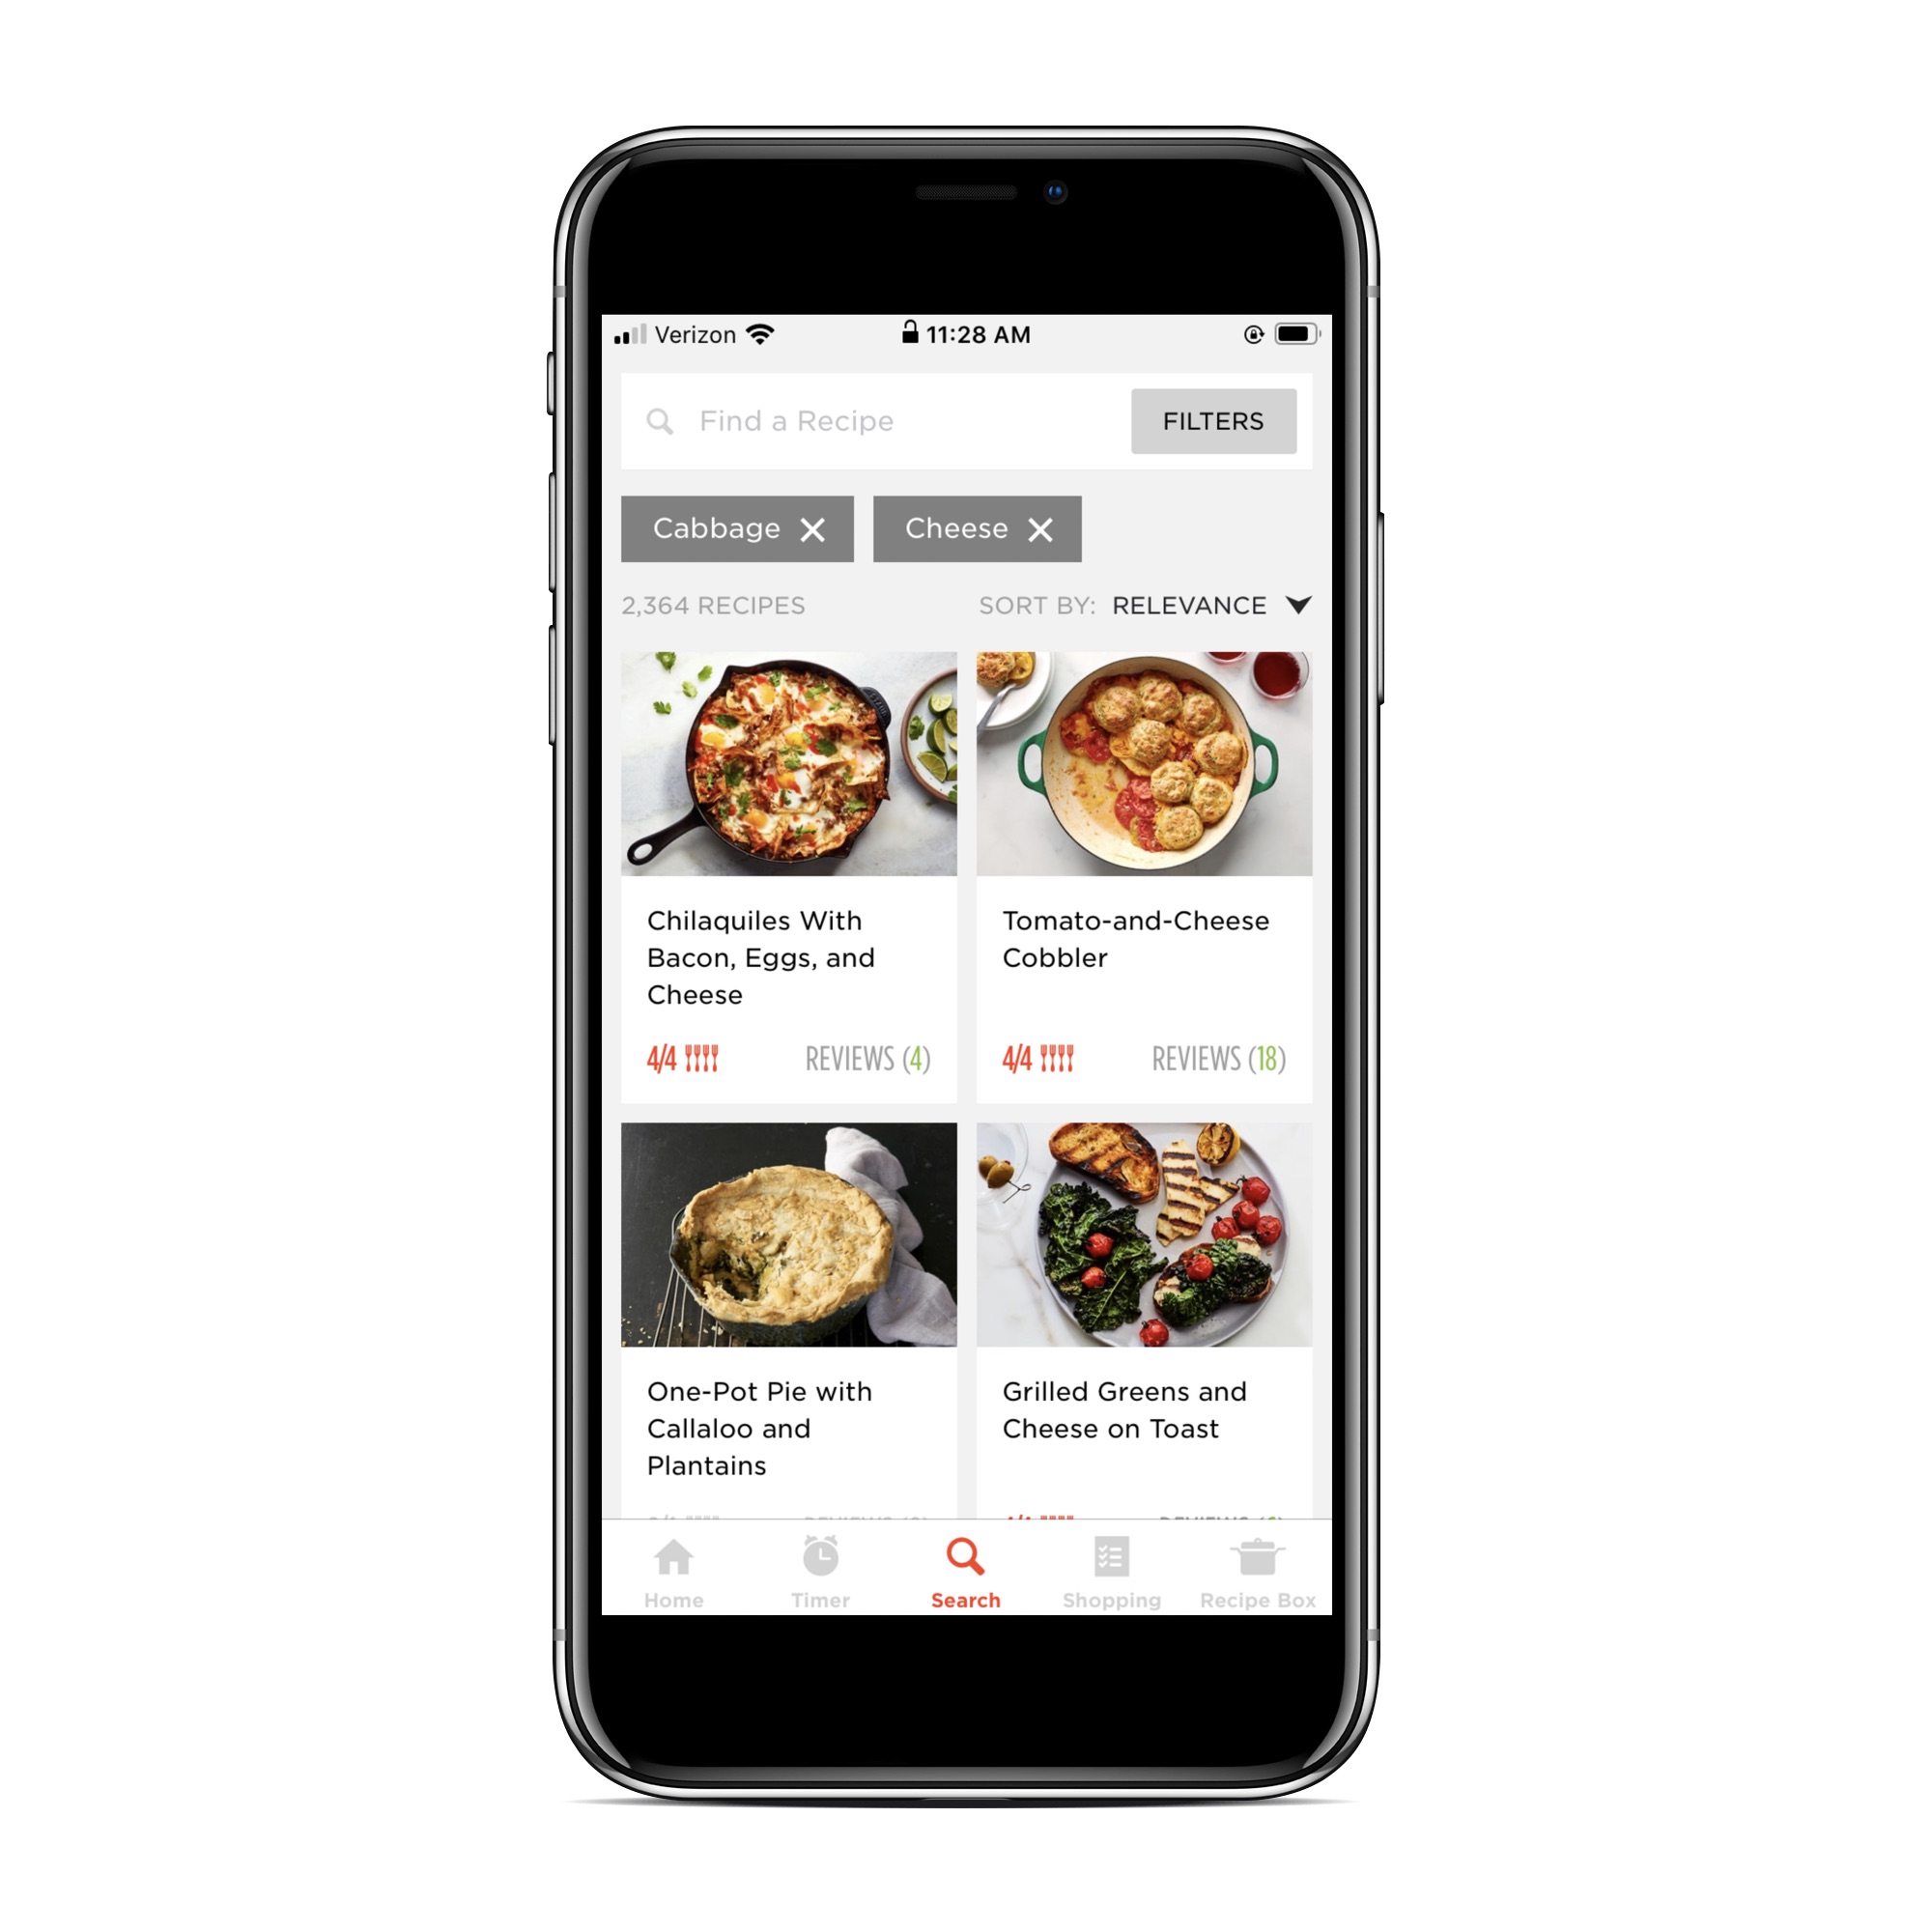 Verizon 11:28 AM
Find a Recipe FILTERS
Cabbage Cheese
2,364 RECIPES SORT BY: RELEVANCE
Chilaquiles With
Bacon, Eggs, and
Cheese
4/4 REVIEWS (4)
Tomato-and-Cheese
Cobbler
4/4 REVIEWS (18)
One-Pot Pie with
Callaloo and
Plantains
Grilled Greens and
Cheese on Toast
Home Timer Search Shopping Recipe Box